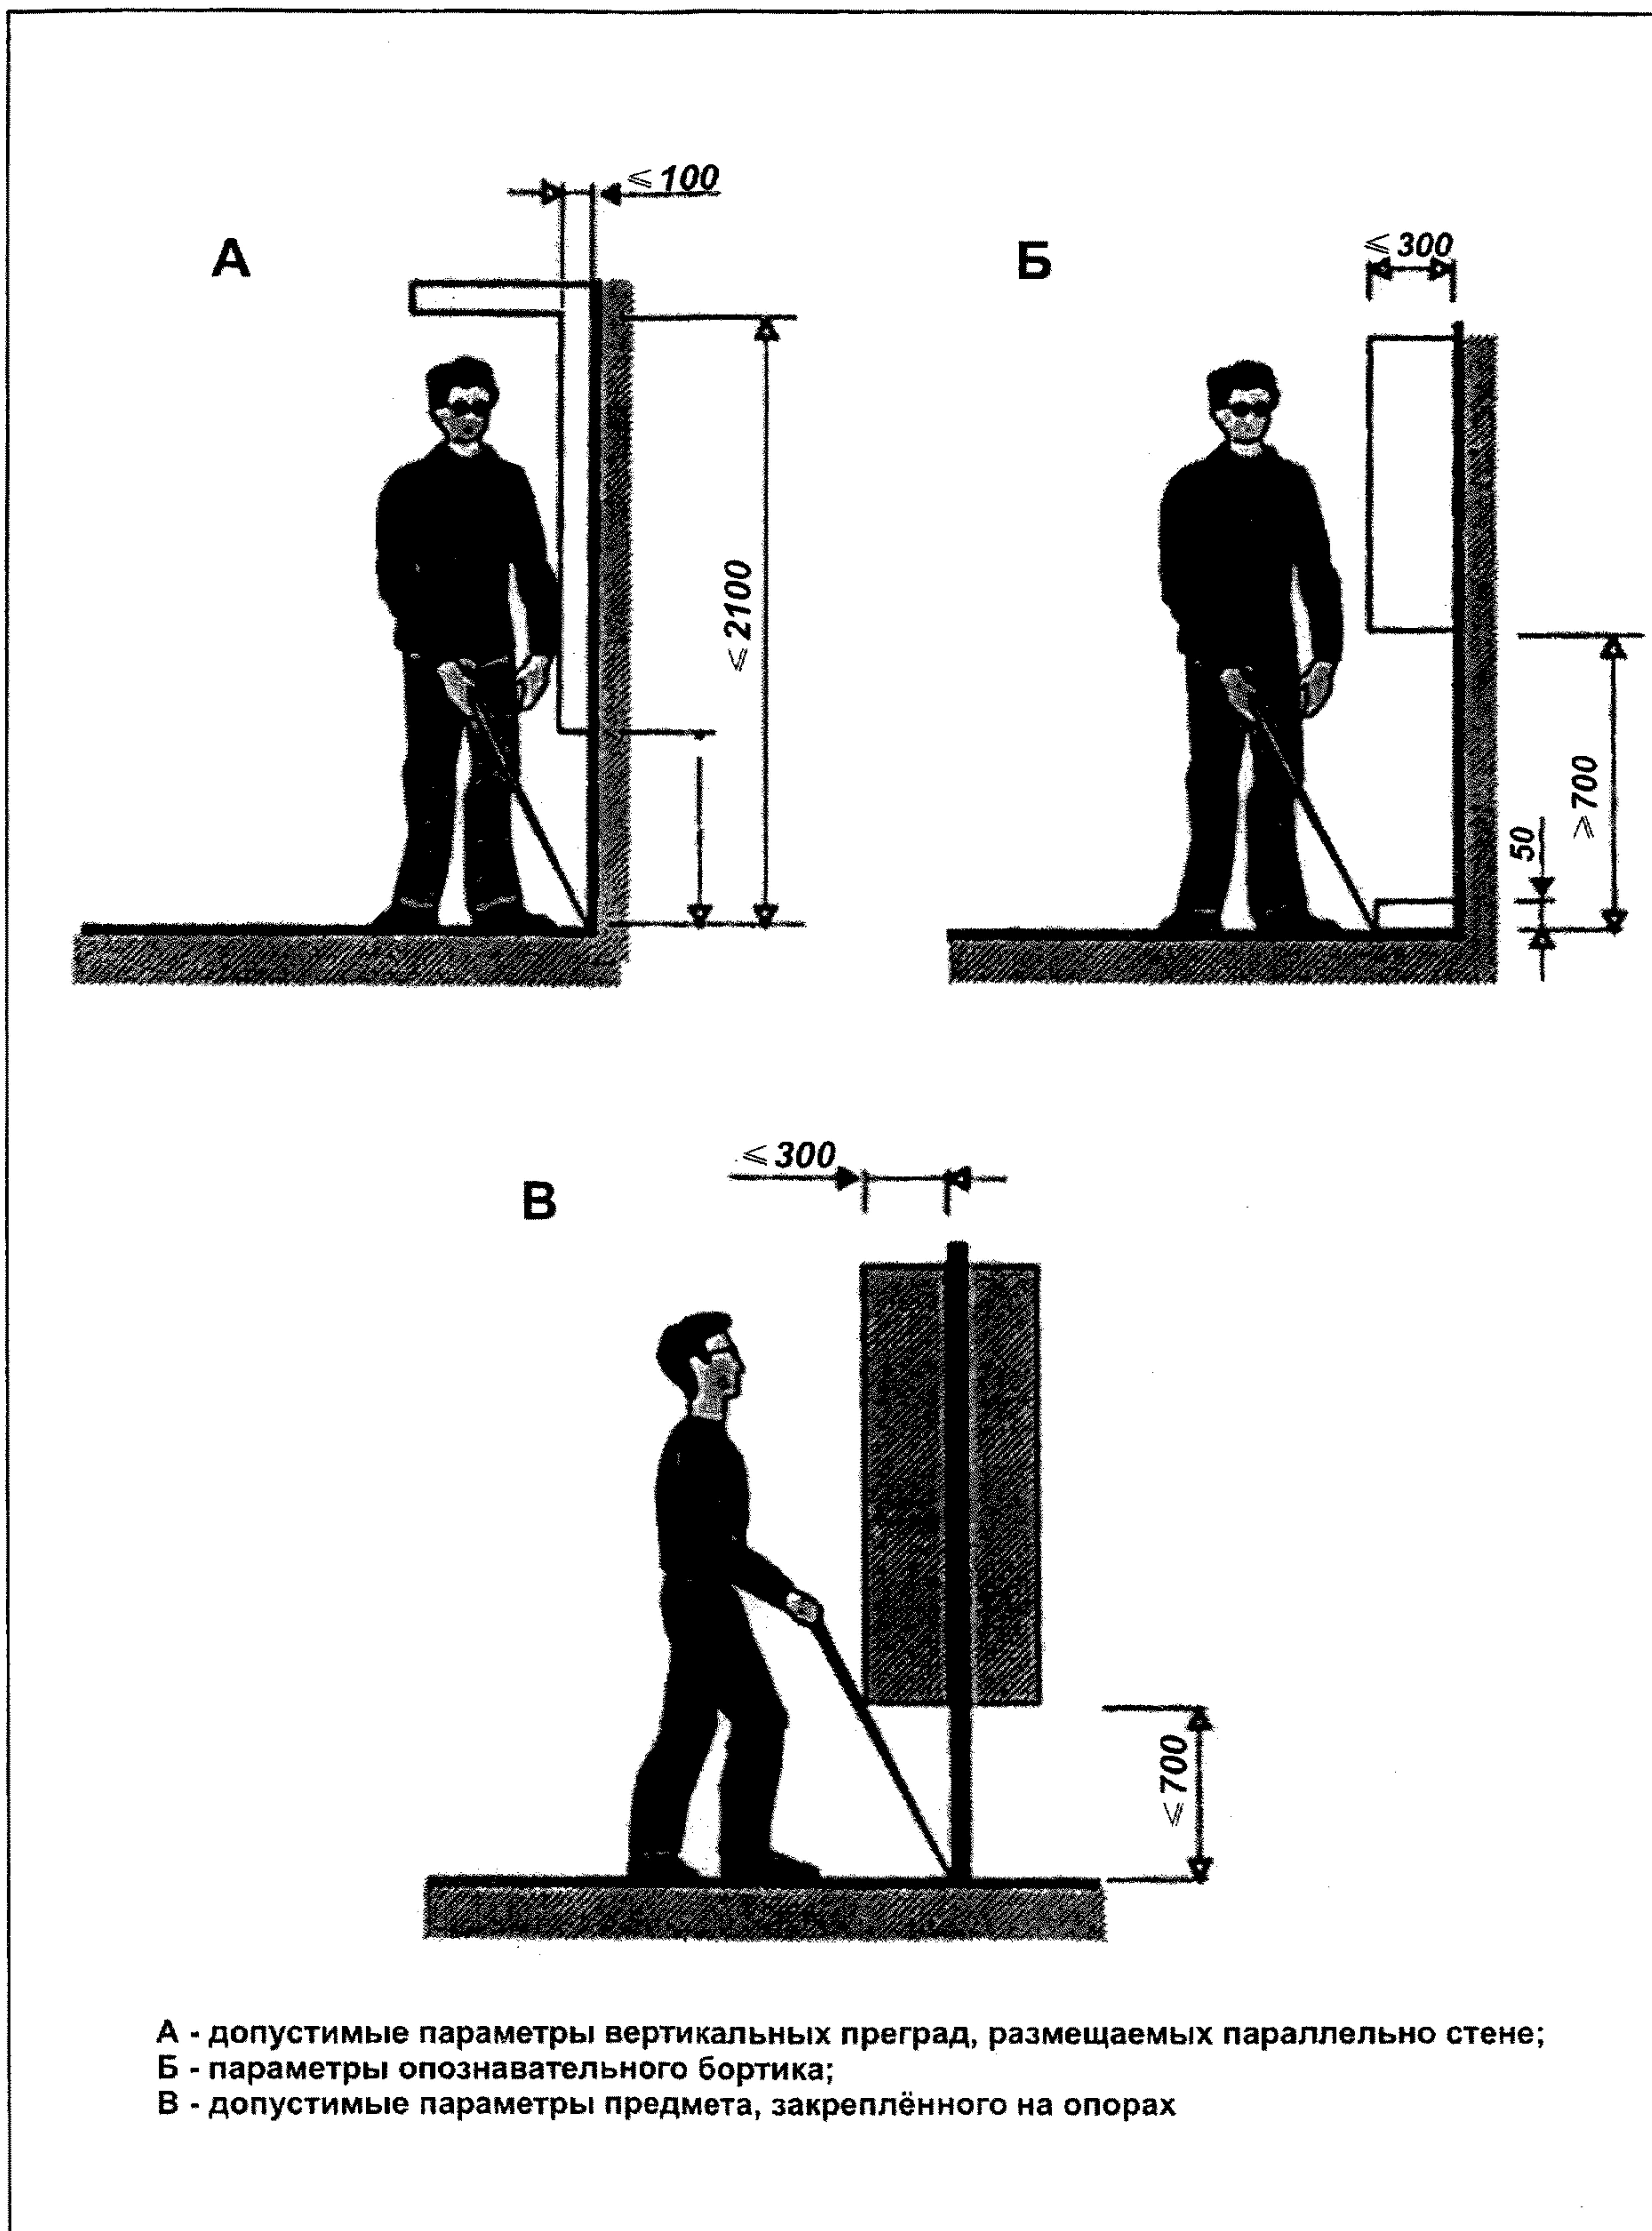 ≤ 100
А
≤ 2100
Б
≤ 300
≥ 700
50
В
≤ 300
≤ 700
А - допустимые параметры вертикальных преград, размещаемых параллельно стене;
Б - параметры опознавательного бортика;
В - допустимые параметры предмета, закреплённого на опорах